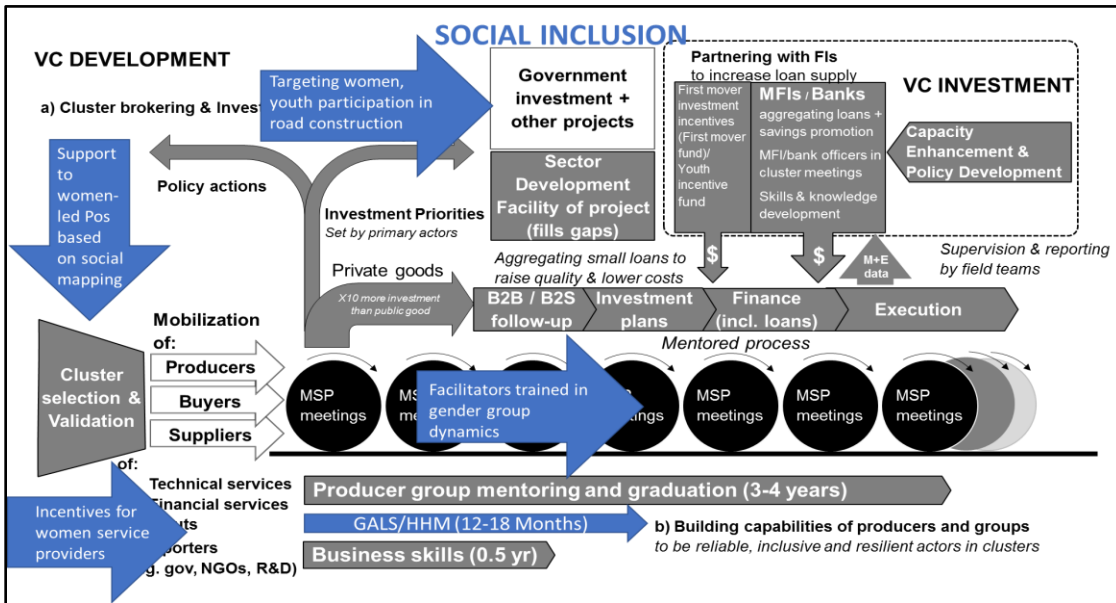 SOCIAL INCLUSION
VC DEVELOPMENT
a) Cluster brokering & Invest
Targeting women,
youth participation in
road construction
Government
investment +
other projects
Partnering with FIs
to increase loan supply
First mover
investment
incentives
(First mover
fund)/
Youth
incentive
fund
MFIs / Banks
aggregating loans +
savings promotion
MFI/bank officers in
cluster meetings
Skills & knowledge
development
VC INVESTMENT
Capacity
Enhancement &
Policy Development
Support
to
women-
led Pos
based
on social
mapping
Policy actions
Investment Priorities
Set by primary actors
Sector
Development
Facility of project
(fills gaps)
Private goods
X10 more investment
than public good
Aggregating small loans to
raise quality & lower costs
$
$
M+E
data
Supervision & reporting
by field teams
B2B / B2S
follow-up
Investment
plans
Finance
(incl. loans)
Execution
Mentored process
Cluster
selection &
Validation
Mobilization
of:
Producers
Buyers
Suppliers
MSP
meetings
MSP
meetings
Facilitators trained in
gender group
dynamics
MSP
meetings
MSP
meetings
MSP
meetings
MSP
meetings
of:
Technical services
Financial services
uts
porters
g. gov, NGOs, R&D)
Incentives for
women service
providers
Producer group mentoring and graduation (3-4 years)
GALS/HHM (12-18 Months)
Business skills (0.5 yr)
b) Building capabilities of producers and groups
to be reliable, inclusive and resilient actors in clusters